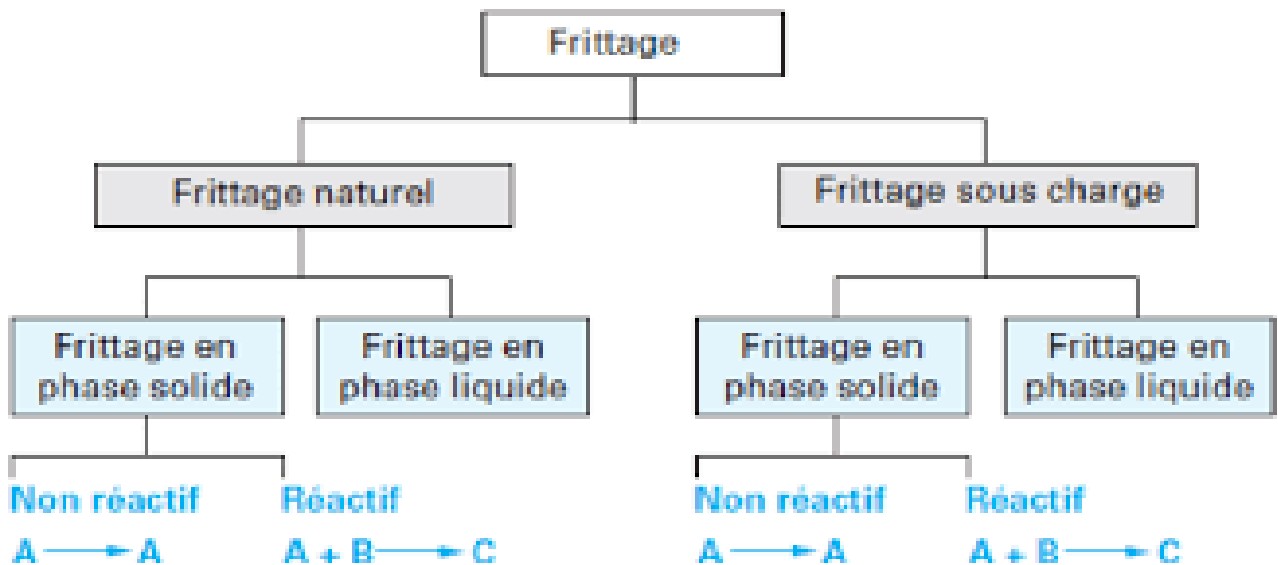 Frittage
Frittage naturel
Frittage sous charge
Frittage en
phase solide
Frittage en
phase liquide
Frittage en
phase solide
Frittage en
phase liquide
Non réactif
Réactif
Non réactif
Réactif
A → A
A + B → C
A → A
A + B → C